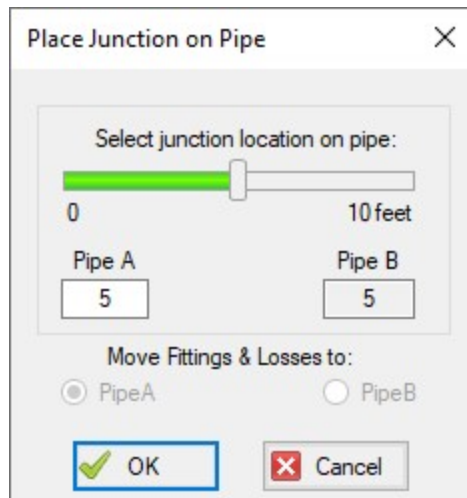 Place Junction on Pipe
Select junction location on pipe:
0 10 feet
Pipe A Pipe B
5 5
Move Fittings & Losses to:
PipeA PipeB
OK Cancel